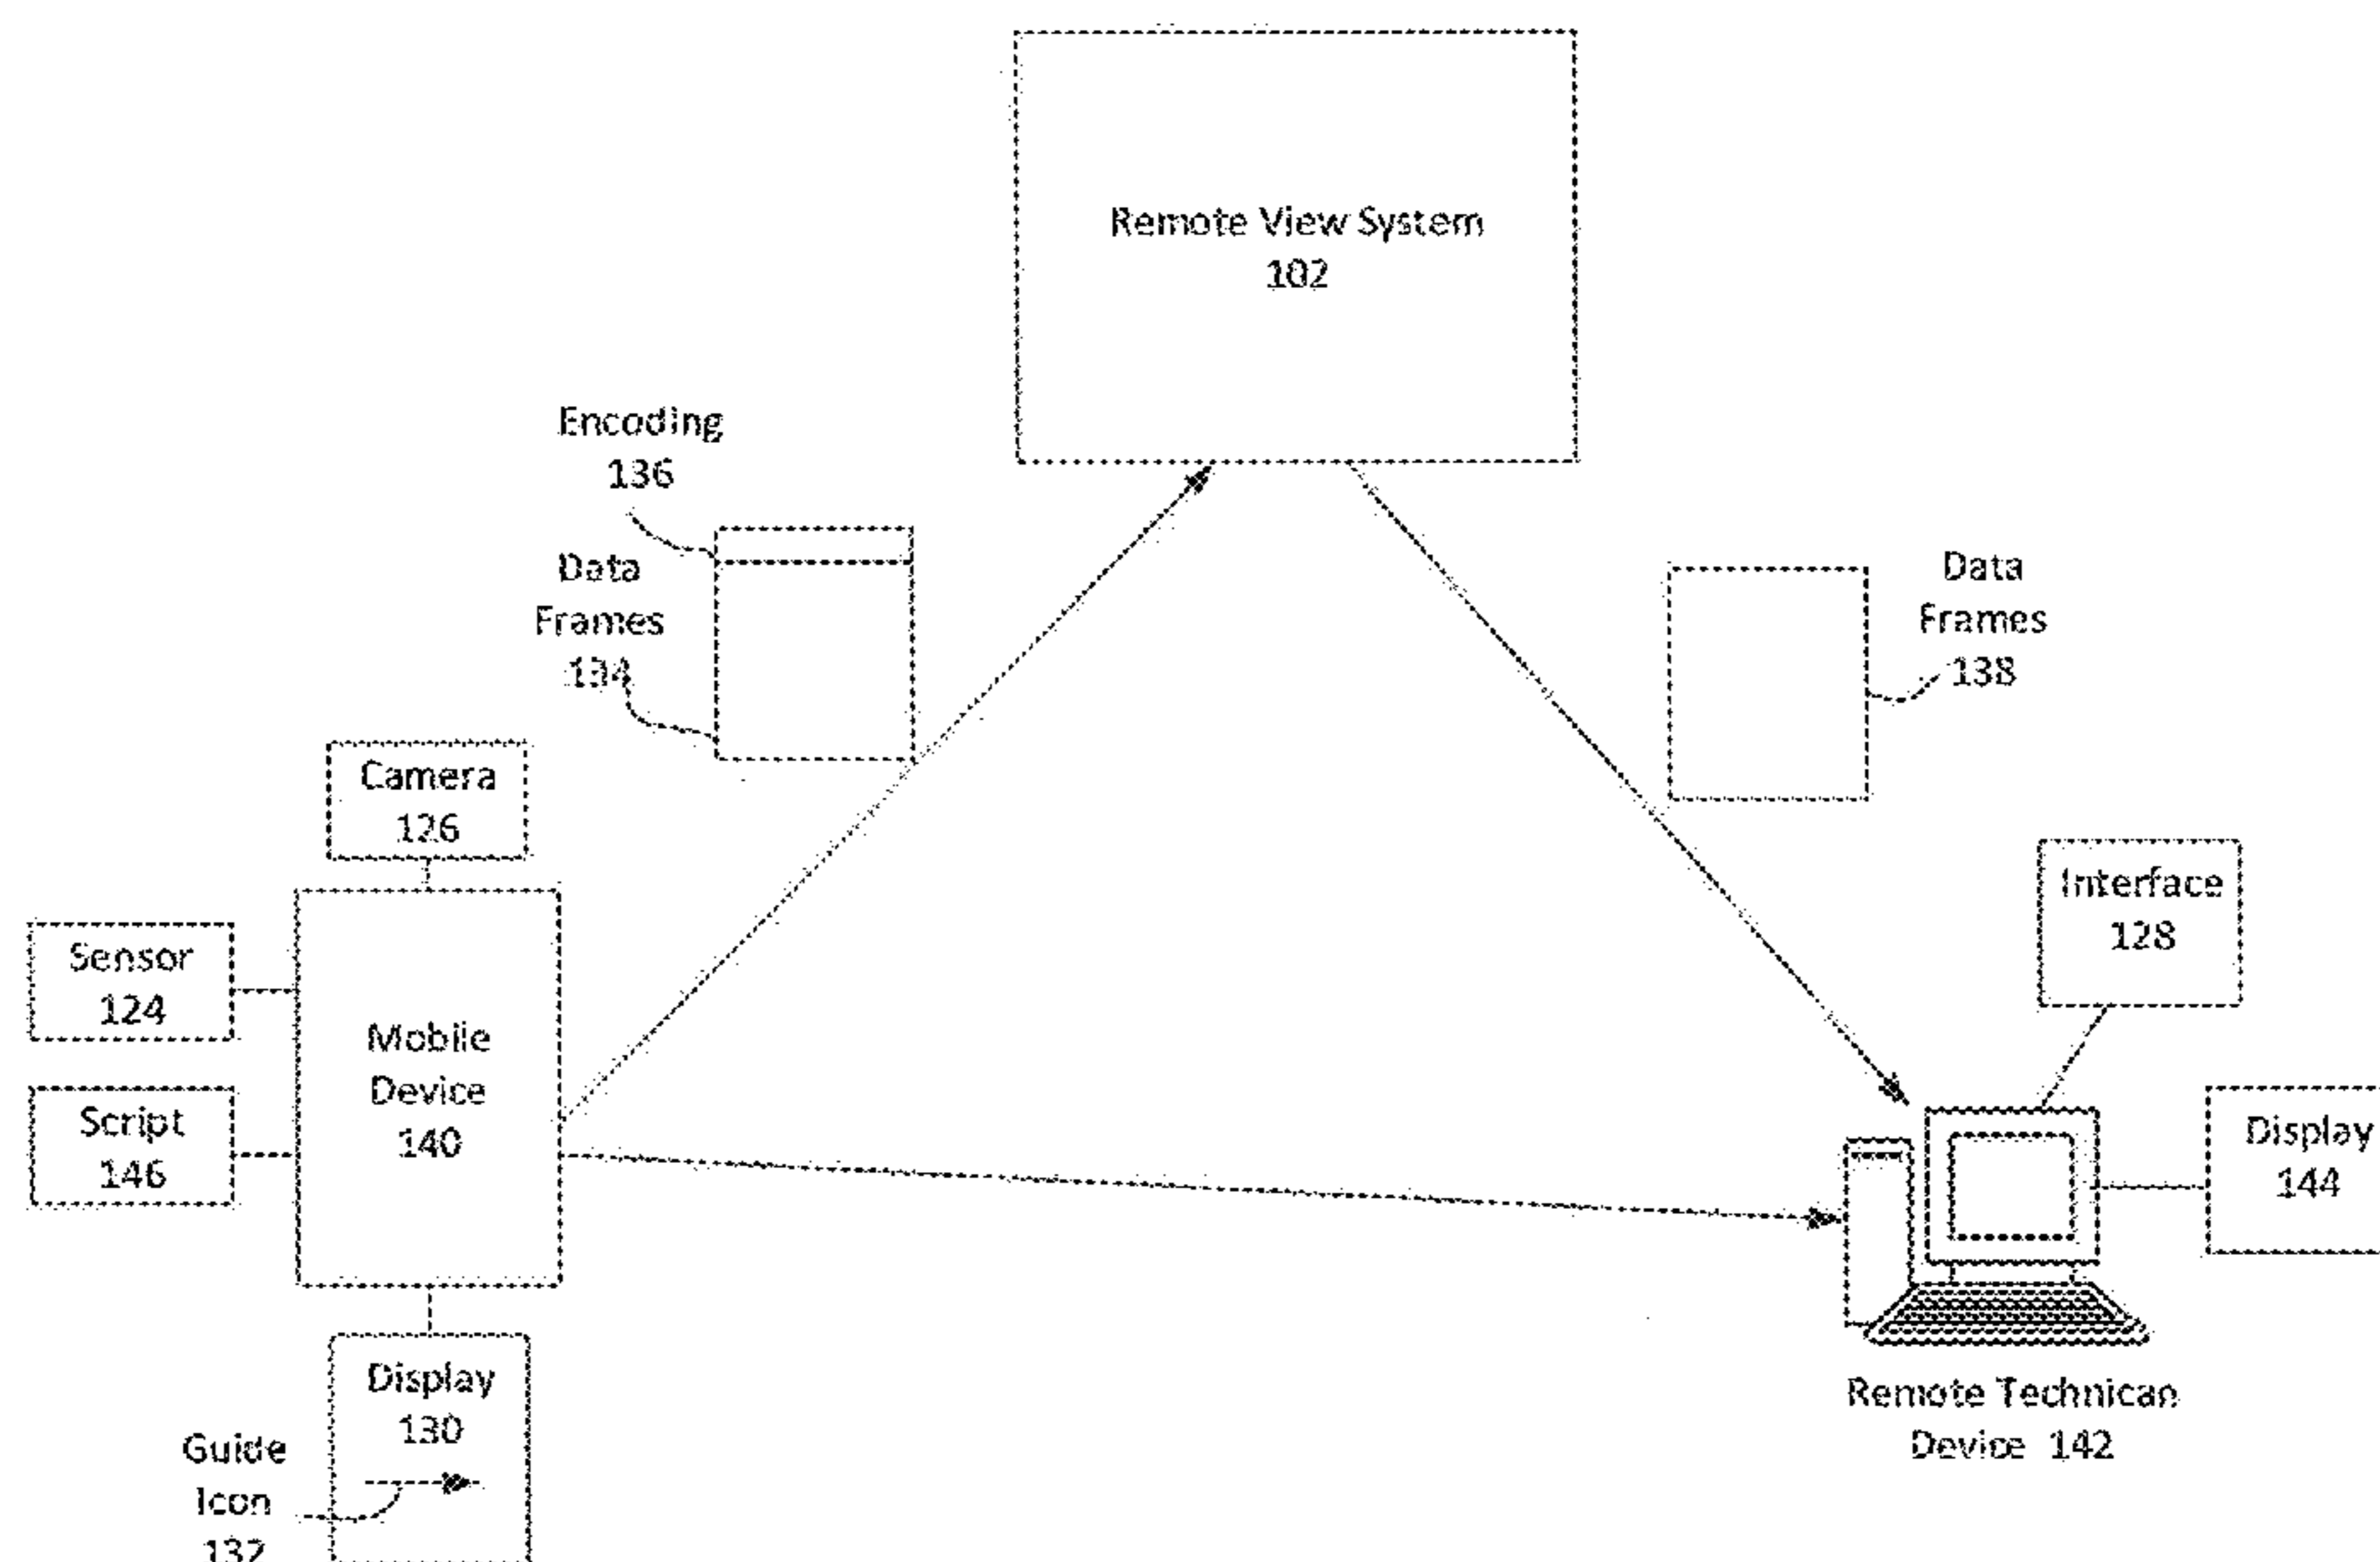 Remote View System
102
Encoding
136
Data
Frames
134
Data
Frames
138
Camera
126
Sensor
124
Script
146
Mobile
Device
140
Interface
128
Display
144
Display
130
Guide
Icon
132
Remote Technican
Device 142